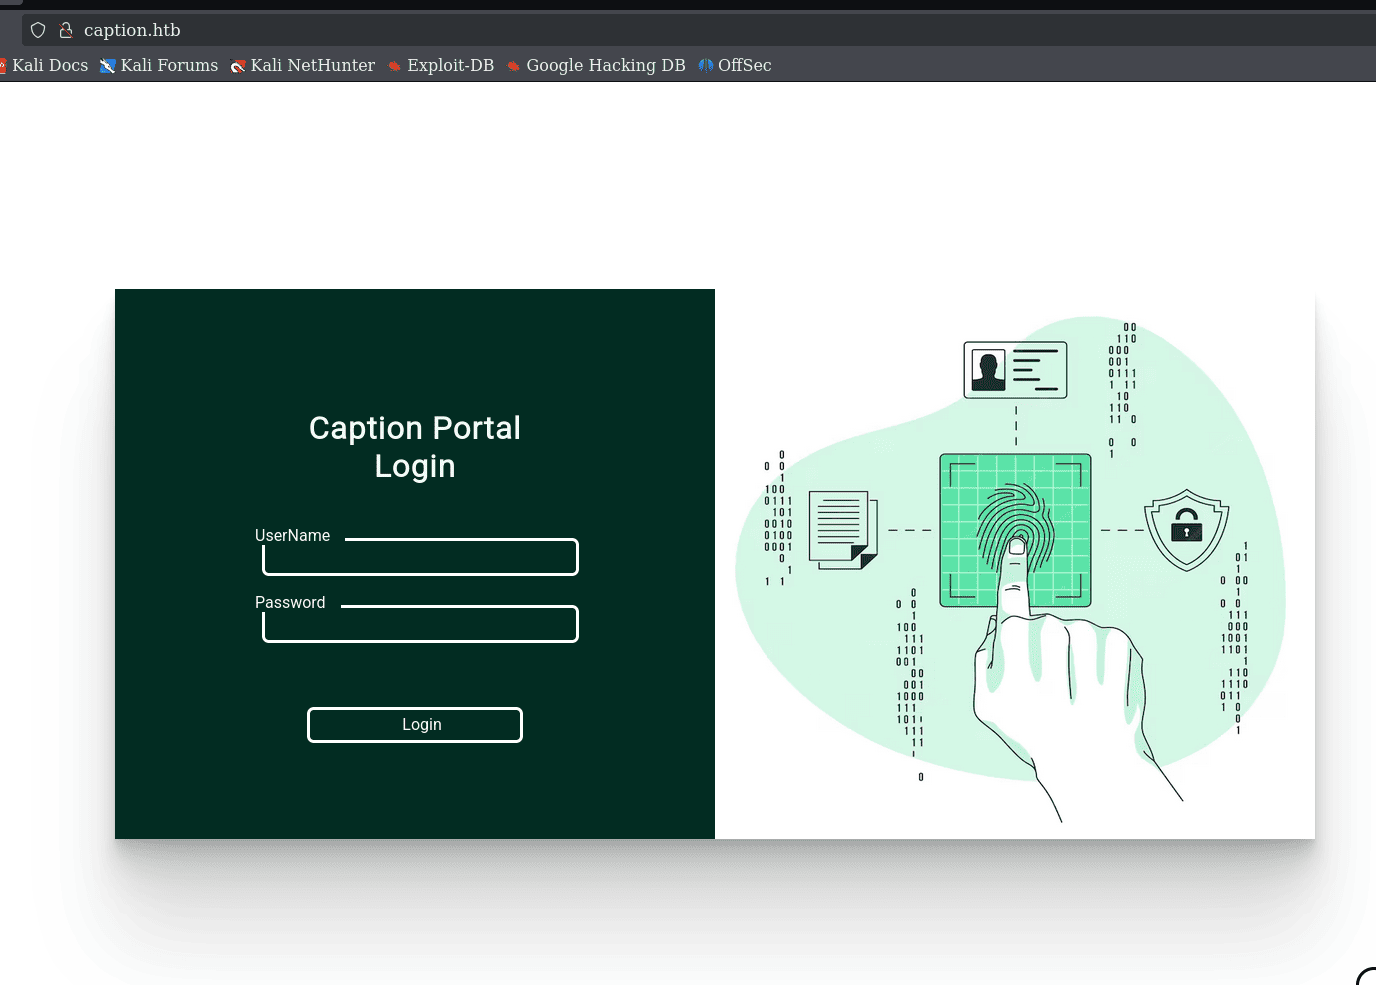 caption.htb
Kali Docs Kali Forums Kali NetHunter Exploit-DB Google Hacking DB OffSec
Caption Portal
Login
UserName
Password
Login